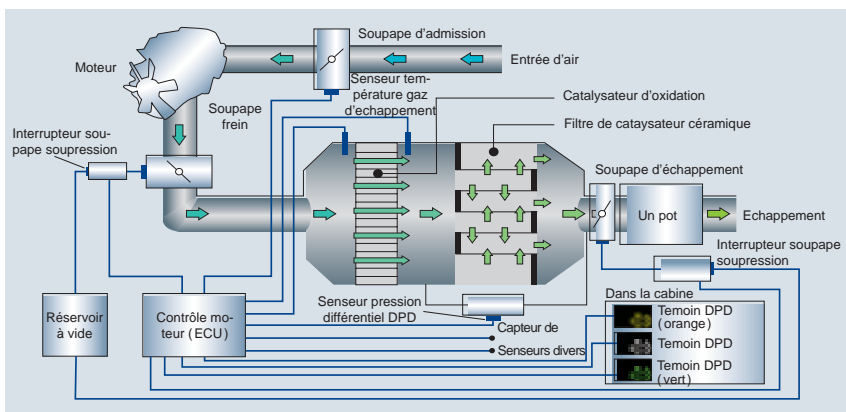 Soupape d'admission
Moteur
Entrée d'air
Senseur tem-
pérature gaz
d'echappement
Catalysateur d'oxidation
Soupape
frein
Filtre de cataysateur céramique
Interrupteur sou-
pape soupression
Soupape d'échappement
Un pot
Echappement
Interrupteur soupape
soupression
Réservoir
à vide
Contrôle mo-
teur (ECU)
Senseur pression
différentiel DPD
Capteur de
Senseurs divers
Dans la cabine
Temoin DPD
(orange)
Temoin DPD
Temoin DPD
(vert)